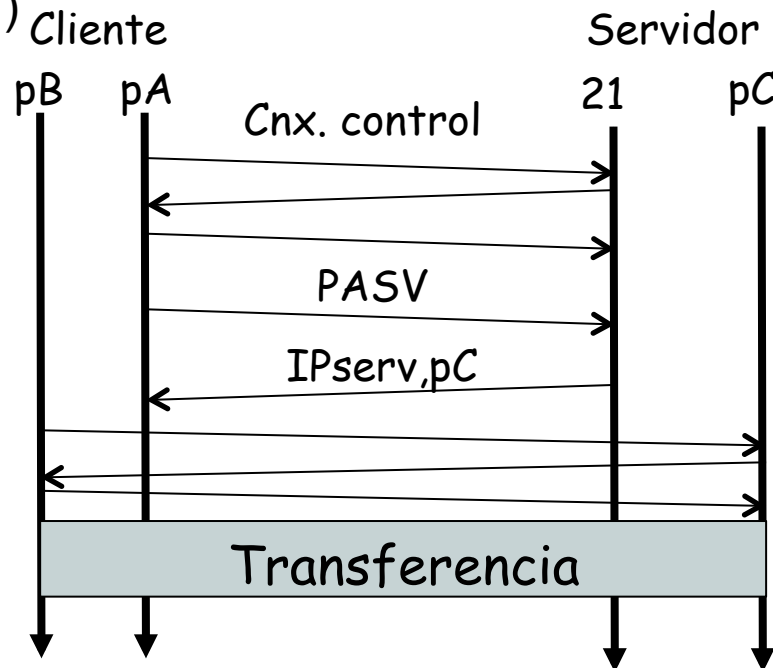 )
Cliente Servidor
pB pA 21 pC
Cnx. control
PASV
IPserv,pC
Transferencia